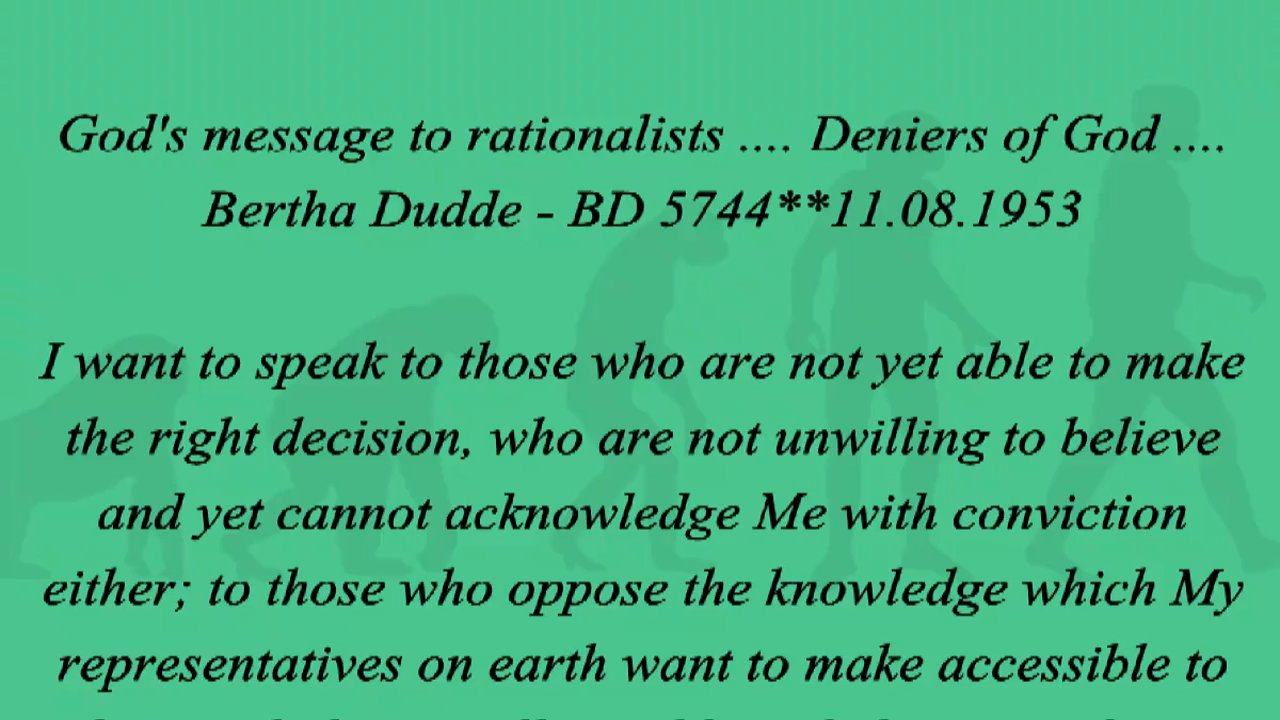 God's message to rationalists .... Deniers of God ....
Bertha Dudde - BD 5744**11.08.1953
I want to speak to those who are not yet able to make
the right decision, who are not unwilling to believe
and yet cannot acknowledge Me with conviction
either; to those who oppose the knowledge which My
representatives on earth want to make accessible to